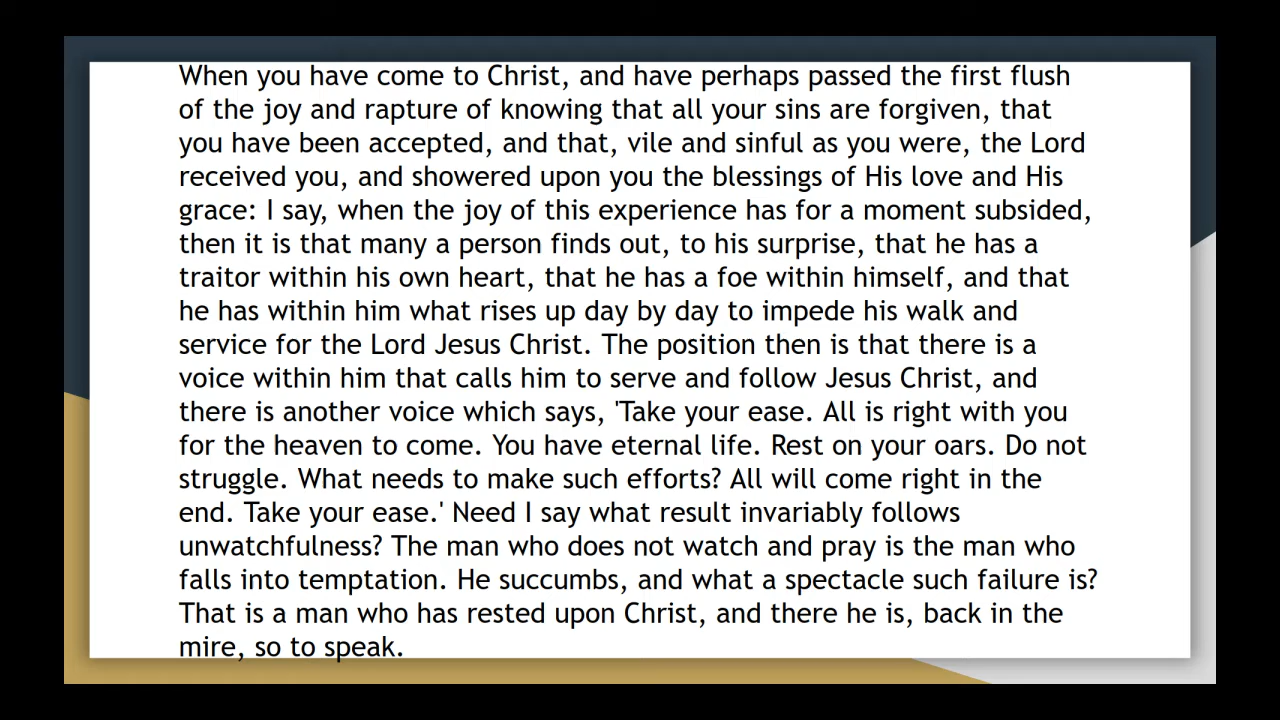 When you have come to Christ, and have perhaps passed the first flush
of the joy and rapture of knowing that all your sins are forgiven, that
you have been accepted, and that, vile and sinful as you were, the Lord
received you, and showered upon you the blessings of His love and His
grace: I say, when the joy of this experience has for a moment subsided,
then it is that many a person finds out, to his surprise, that he has a
traitor within his own heart, that he has a foe within himself, and that
he has within him what rises up day by day to impede his walk and
service for the Lord Jesus Christ. The position then is that there is a
voice within him that calls him to serve and follow Jesus Christ, and
there is another voice which says, 'Take your ease. All is right with you
for the heaven to come. You have eternal life. Rest on your oars. Do not
struggle. What needs to make such efforts? All will come right in the
end. Take your ease.' Need I say what result invariably follows
unwatchfulness? The man who does not watch and pray is the man who
falls into temptation. He succumbs, and what a spectacle such failure is?
That is a man who has rested upon Christ, and there he is, back in the
mire, so to speak.